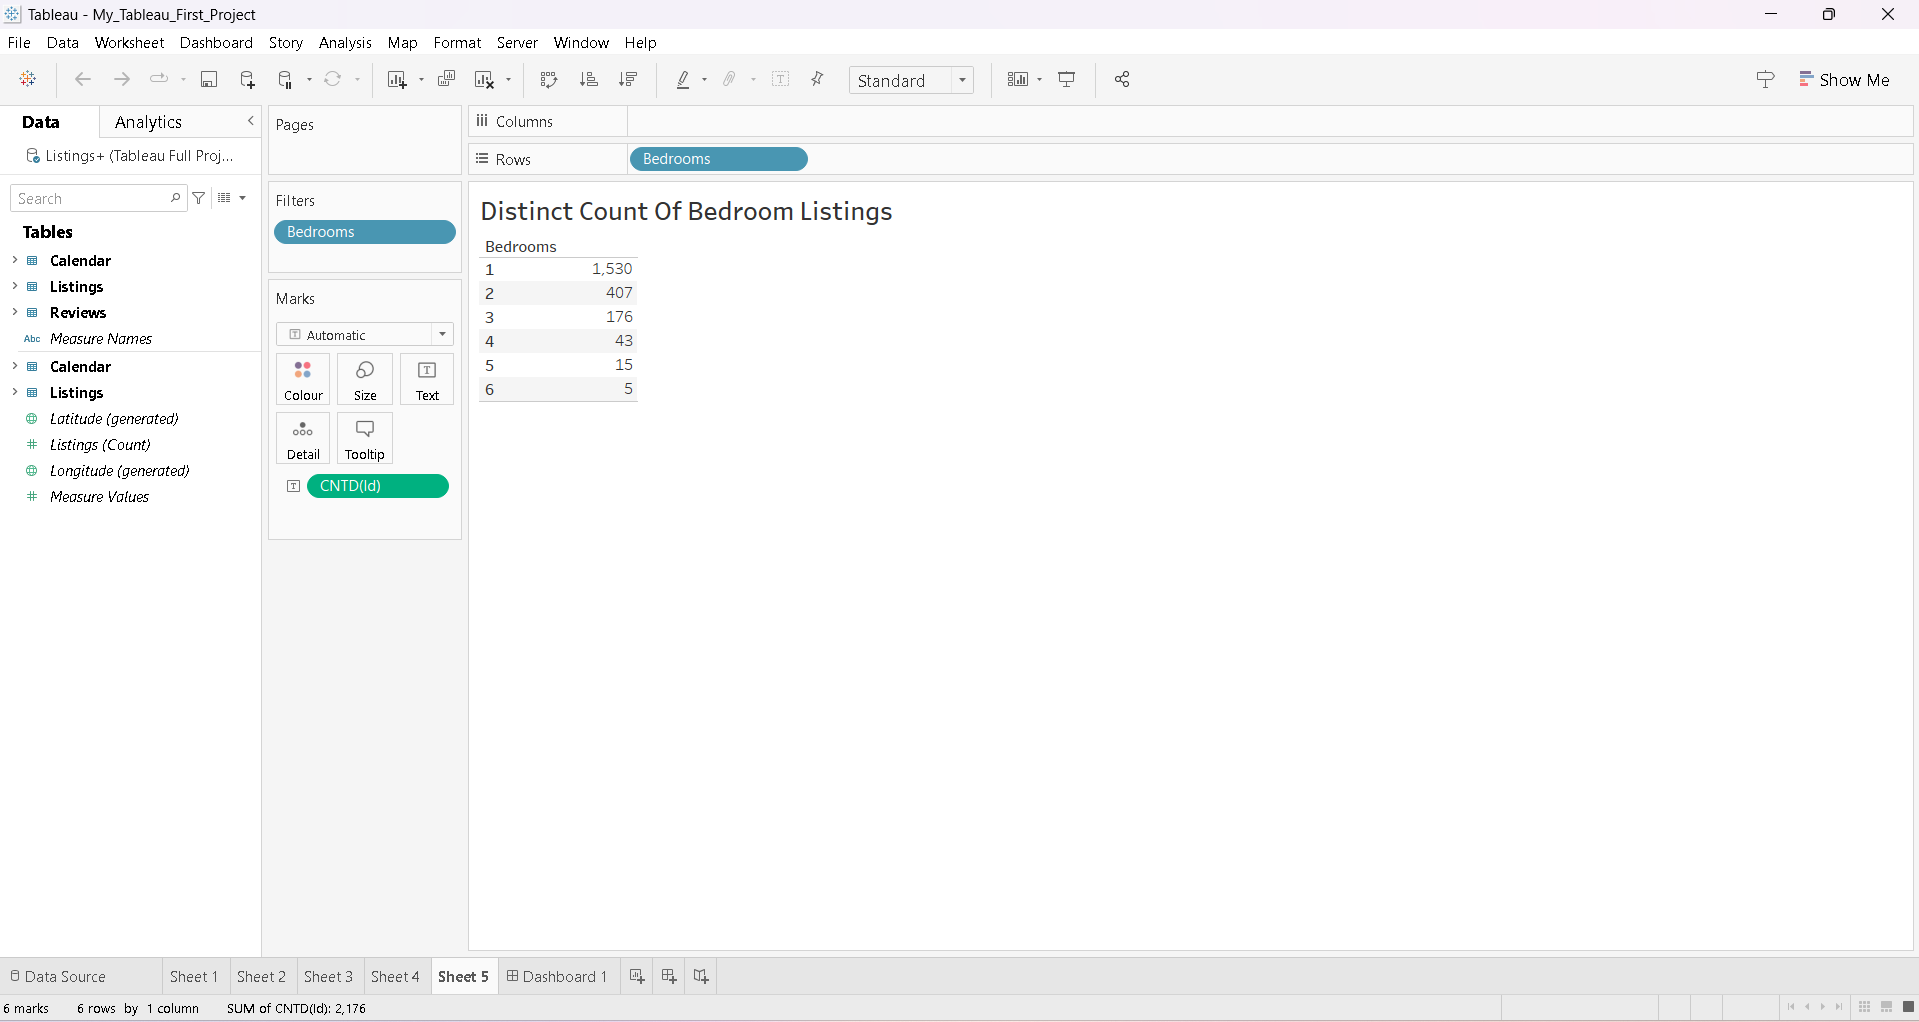 Tableau - My_Tableau_First_Project
File Data Worksheet Dashboard Story Analysis Map Format Server Window Help
Standard
Show Me
Data
Analytics
Listings+ (Tableau Full Proj...
Search
Tables
Calendar
Listings
Reviews
Abc Measure Names
Calendar
Listings
Latitude (generated)
Listings (Count)
Longitude (generated)
Measure Values
Pages
Filters
Bedrooms
Marks
Automatic
Colour Size Text
Detail Tooltip
CNTD(Id)
Columns
Rows
Bedrooms
Distinct Count Of Bedroom Listings
Bedrooms
1 1,530
2 407
3 176
4 43
5 15
6 5
Data Source Sheet 1 Sheet 2 Sheet 3 Sheet 4 Sheet 5 Dashboard 1
6 marks 6 rows by 1 column SUM of CNTD(Id): 2,176